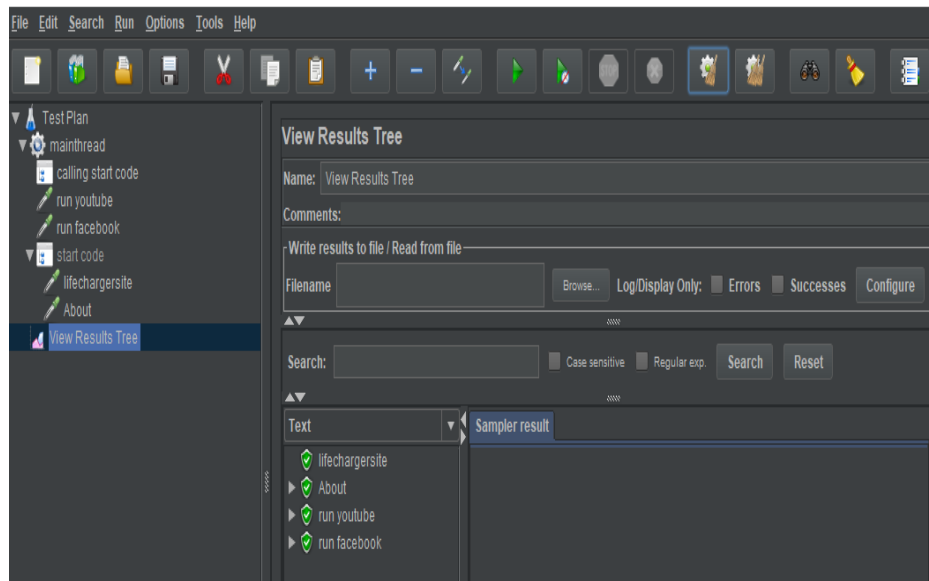 File Edit Search Run Options Tools Help
STOP
Test Plan
mainthread
calling start code
run youtube
run facebook
start code
lifechargersite
About
View Results Tree
View Results Tree
Name: View Results Tree
Comments:
Write results to file / Read from file
Filename Browse... Log/Display Only: Errors Successes Configure
Search: Case sensitive Regular exp. Search Reset
Text Sampler result
lifechargersite
About
run youtube
run facebook